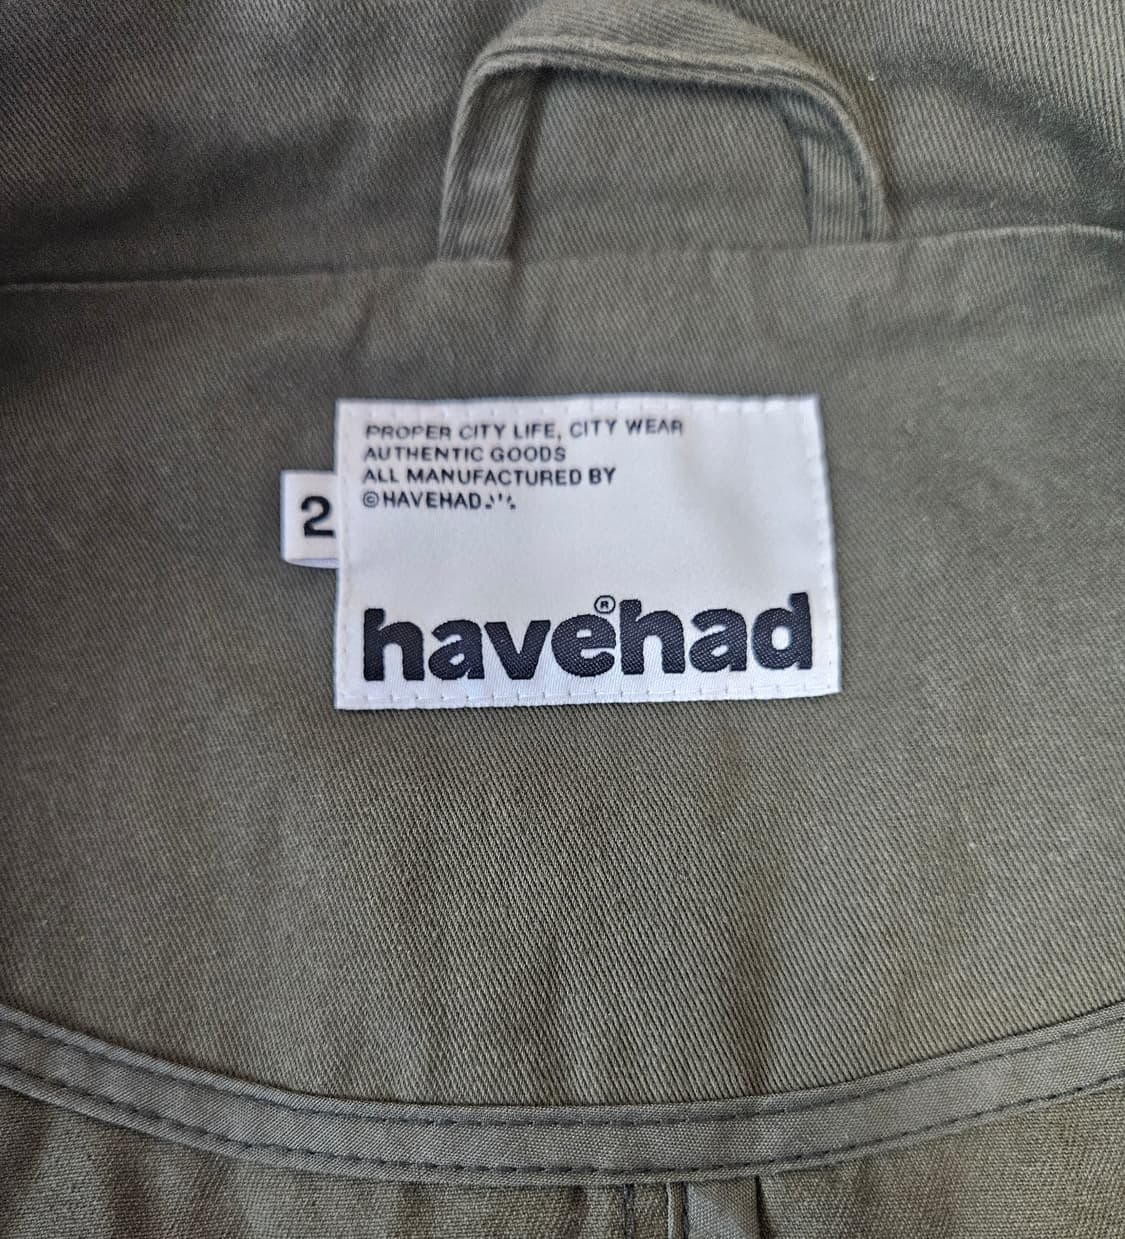 PROPER CITY LIFE, CITY WEAR
AUTHENTIC GOODS
ALL MANUFACTURED BY
©HAVEHAD
2
havehad®